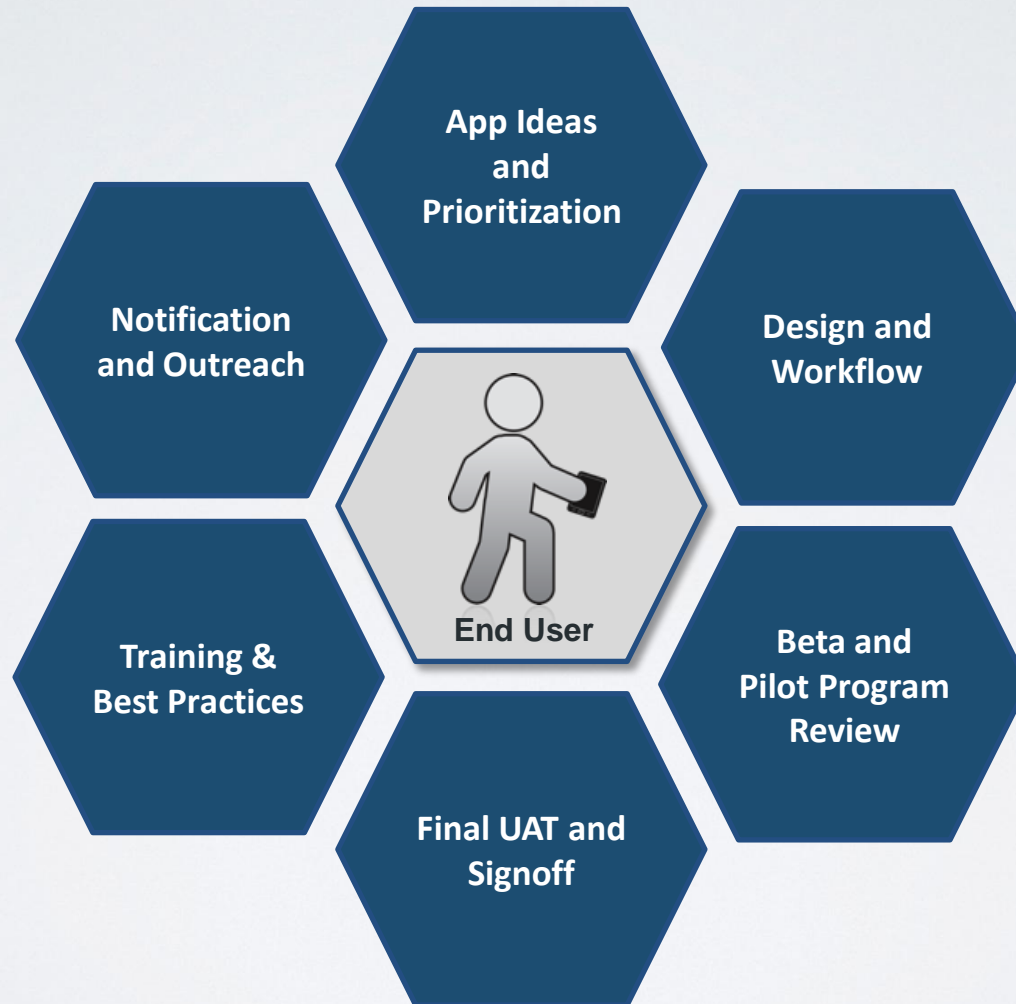 App Ideas
and
Prioritization
Notification
and Outreach
Design and
Workflow
End User
Training &
Best Practices
Beta and
Pilot Program
Review
Final UAT and
Signoff